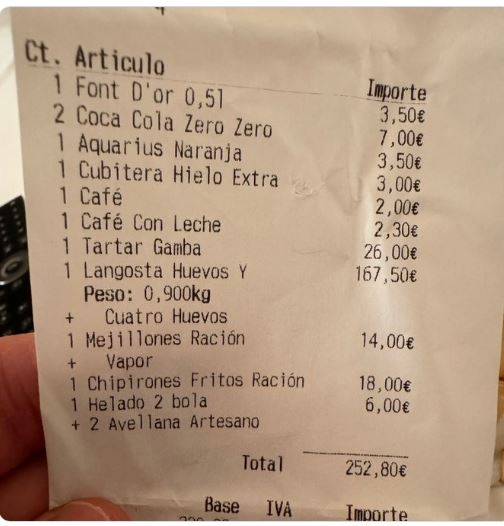 Ct. Articulo Importe
1 Font D'or 0,5l 3,50€
2 Coca Cola Zero Zero 7,00€
1 Aquarius Naranja 3,50€
1 Cubitera Hielo Extra 3,00€
1 Café 2,00€
1 Café Con Leche 2,30€
1 Tartar Gamba 26,00€
1 Langosta Huevos Y 167,50€
Peso: 0,900kg
+ Cuatro Huevos
1 Mejillones Ración 14,00€
+ Vapor
1 Chipirones Fritos Ración 18,00€
1 Helado 2 bola 6,00€
+ 2 Avellana Artesano
Total 252,80€
Base IVA Importe